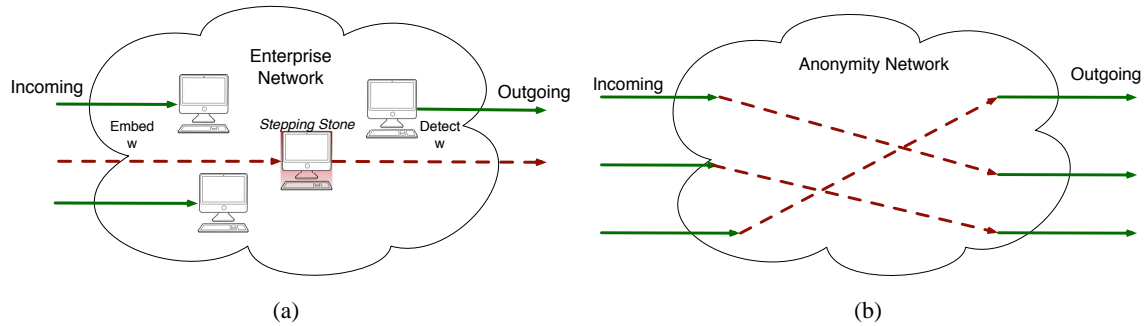 Enterprise
Network
Incoming
Outgoing
Embed
w
Stepping Stone
Detect
w
(a)
Anonymity Network
Incoming
Outgoing
(b)